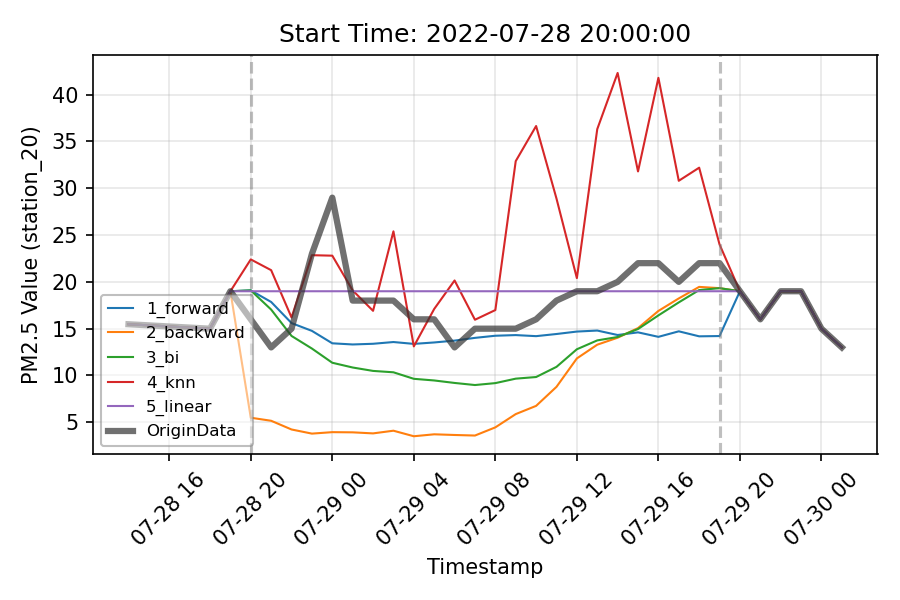 Start Time: 2022-07-28 20:00:00
PM2.5 Value (station_20)
40
35
30
25
20
15
10
5
1_forward
2_backward
3_bi
4_knn
5_linear
OriginData
07-28 16
07-28 20
07-29 00
07-29 04
07-29 08
07-29 12
07-29 16
07-29 20
07-30 00
Timestamp